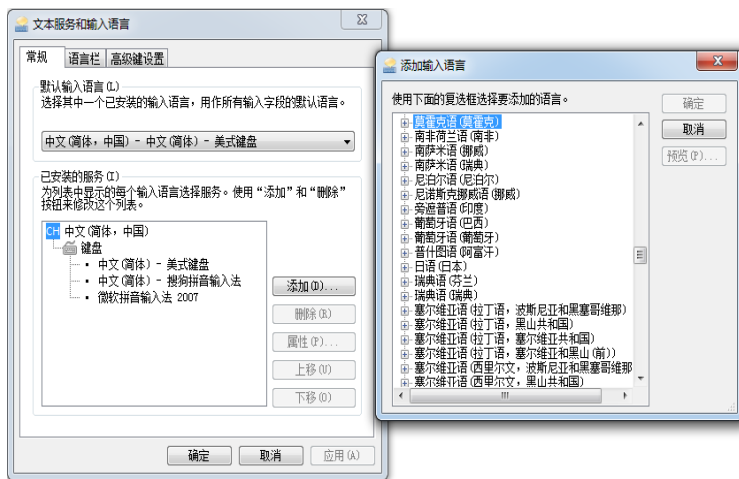 文本服务和输入语言
常规
语言栏
高级键设置
默认输入语言(L)
选择其中一个已安装的输入语言，用作所有输入字段的默认语言。
中文(简体，中国) - 中文(简体) - 美式键盘
已安装的服务(I)
为列表中显示的每个输入语言选择服务。使用“添加”和“删除”
按钮来修改这个列表。
CH 中文(简体，中国)
键盘
中文(简体) - 美式键盘
中文(简体) - 搜狗拼音输入法
微软拼音输入法 2007
添加(D)...
删除(R)
属性(P)...
上移(U)
下移(O)
确定
取消
应用(A)
添加输入语言
使用下面的复选框选择要添加的语言。
莫霍克语(莫霍克)
南非荷兰语(南非)
南萨米语(挪威)
南萨米语(瑞典)
尼泊尔语(尼泊尔)
尼诺斯克挪威语(挪威)
旁遮普语(印度)
葡萄牙语(巴西)
葡萄牙语(葡萄牙)
普什图语(阿富汗)
日语(日本)
瑞典语(芬兰)
瑞典语(瑞典)
塞尔维亚语(拉丁语，波斯尼亚和黑塞哥维那)
塞尔维亚语(拉丁语，黑山共和国)
塞尔维亚语(拉丁语，塞尔维亚共和国)
塞尔维亚语(拉丁语，塞尔维亚和黑山(前))
塞尔维亚语(西里尔文，波斯尼亚和黑塞哥维那
塞尔维亚语(西里尔文，黑山共和国)
确定
取消
预览(P)...